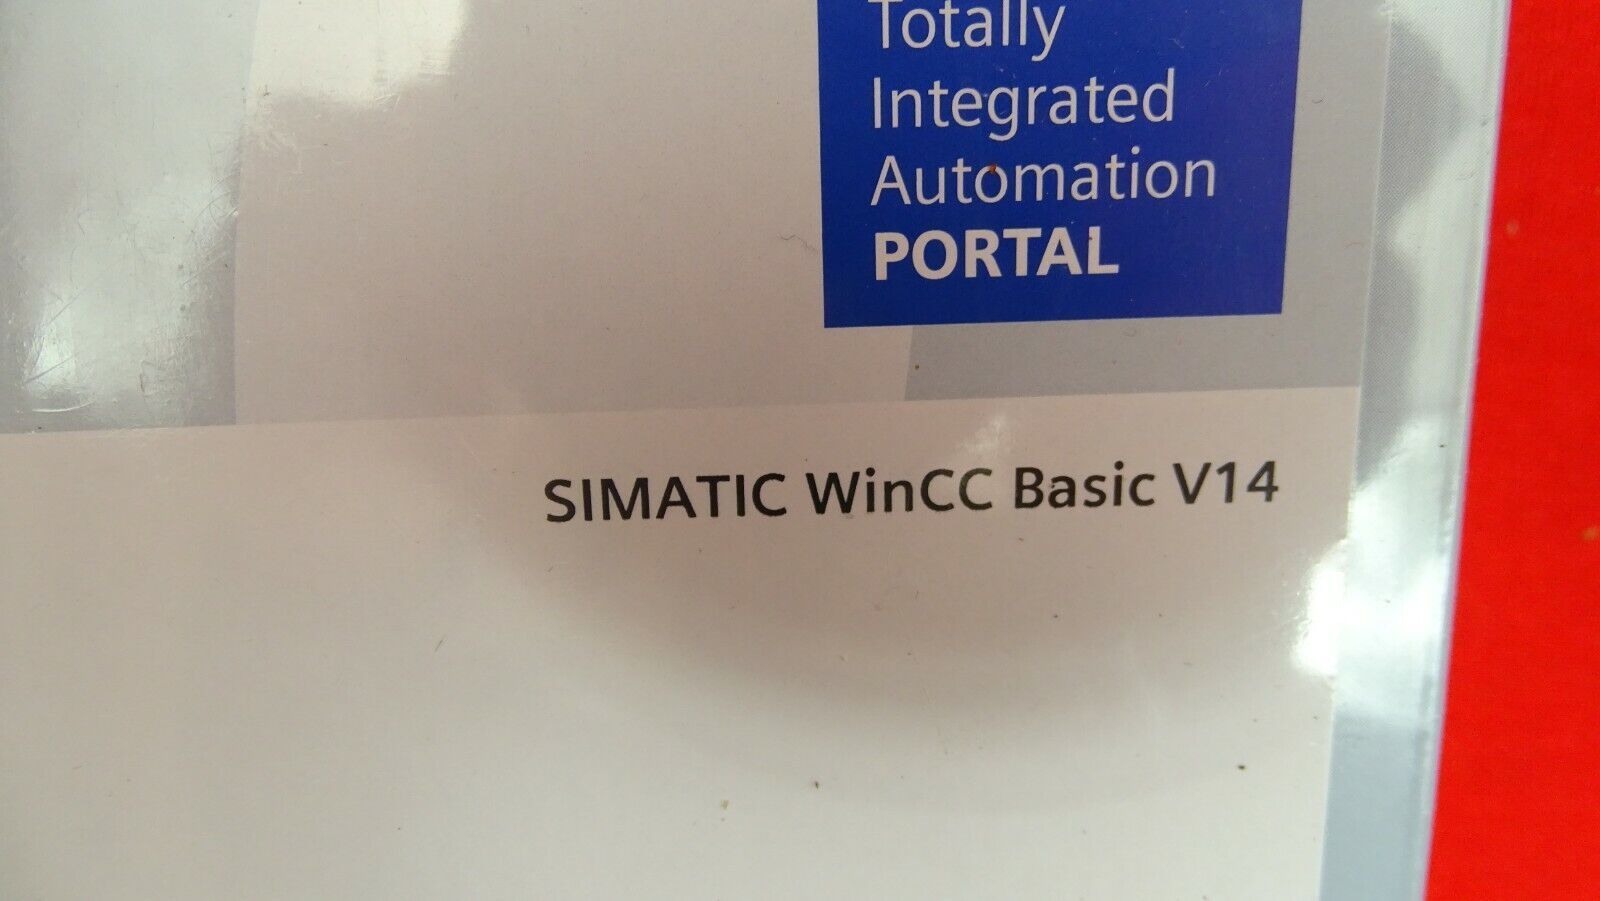 Totally
Integrated
Automation
PORTAL
SIMATIC WinCC Basic V14